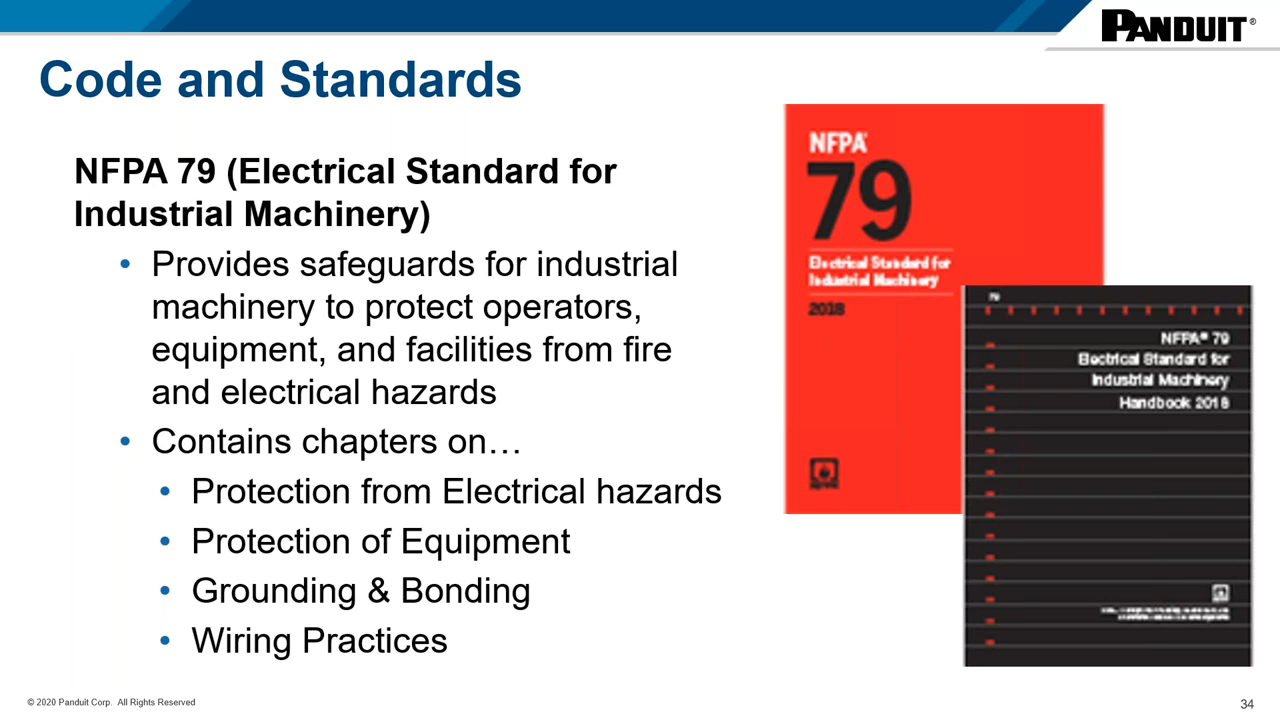 PANDUIT®
Code and Standards
NFPA 79 (Electrical Standard for
Industrial Machinery)
• Provides safeguards for industrial
machinery to protect operators,
equipment, and facilities from fire
and electrical hazards
• Contains chapters on…
• Protection from Electrical hazards
• Protection of Equipment
• Grounding & Bonding
• Wiring Practices
NFPA®
79
Electrical Standard for
Industrial Machinery
2018
NFPA
79
NFPA® 79
Electrical Standard for
Industrial Machinery
Handbook 2018
© 2020 Panduit Corp. All Rights Reserved
34